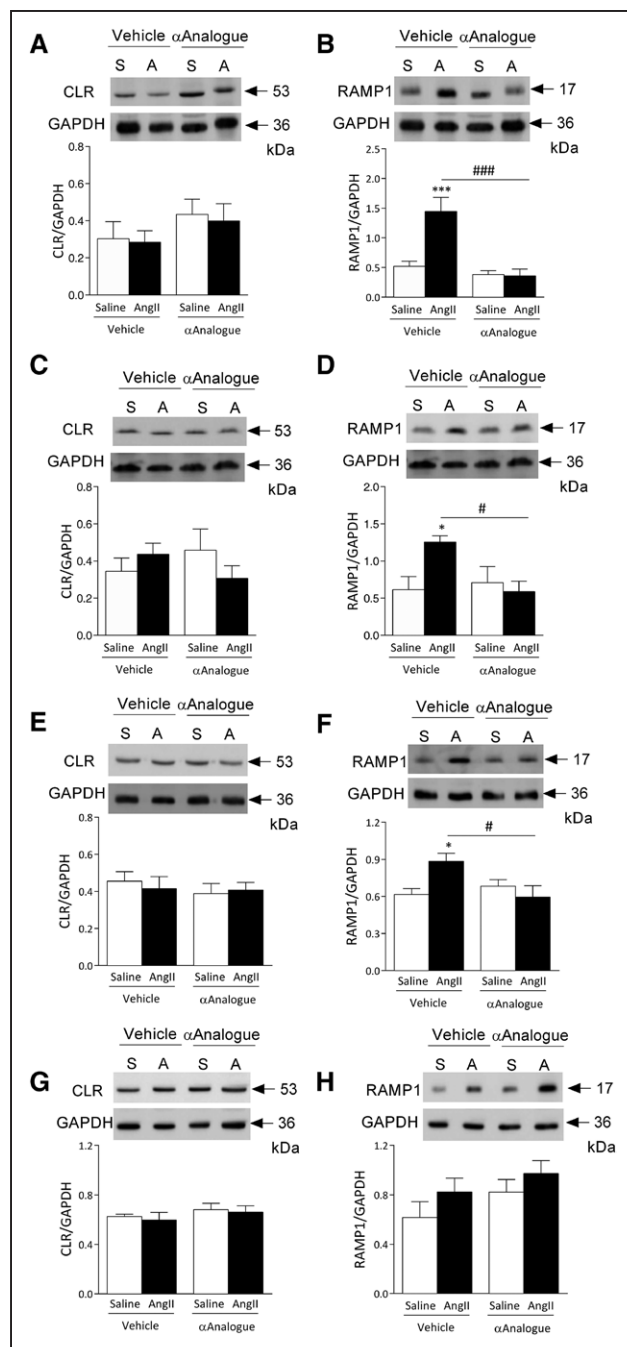 A
Vehicle αAnalogue
S A S A
CLR 53
GAPDH 36
kDa
CLR/GAPDH
0.8
0.6
0.4
0.2
0.0
Saline AngII Saline AngII
Vehicle αAnalogue
B
Vehicle αAnalogue
S A S A
RAMP1 17
GAPDH 36
kDa
RAMP1/GAPDH
2.0
1.5
1.0
0.5
0.0
***
###
Saline AngII Saline AngII
Vehicle αAnalogue
C
Vehicle αAnalogue
S A S A
CLR 53
GAPDH 36
kDa
CLR/GAPDH
0.8
0.6
0.4
0.2
0
Saline AngII Saline AngII
Vehicle αAnalogue
D
Vehicle αAnalogue
S A S A
RAMP1 17
GAPDH 36
kDa
RAMP1/GAPDH
2.0
1.5
1.0
0.5
0
*
#
Saline AngII Saline AngII
Vehicle αAnalogue
E
Vehicle αAnalogue
S A S A
CLR 53
GAPDH 36
kDa
CLR/GAPDH
0.8
0.6
0.4
0.2
0
Saline AngII Saline AngII
Vehicle αAnalogue
F
Vehicle αAnalogue
S A S A
RAMP1 17
GAPDH 36
kDa
RAMP1/GAPDH
1.2
0.9
0.6
0.3
0
*
#
Saline AngII Saline AngII
Vehicle αAnalogue
G
Vehicle αAnalogue
S A S A
CLR 53
GAPDH 36
kDa
CLR/GAPDH
1.2
0.8
0.4
0.0
Saline AngII Saline AngII
Vehicle αAnalogue
H
Vehicle αAnalogue
S A S A
RAMP1 17
GAPDH 36
kDa
RAMP1/GAPDH
1.2
0.8
0.4
0.0
Saline AngII Saline AngII
Vehicle αAnalogue